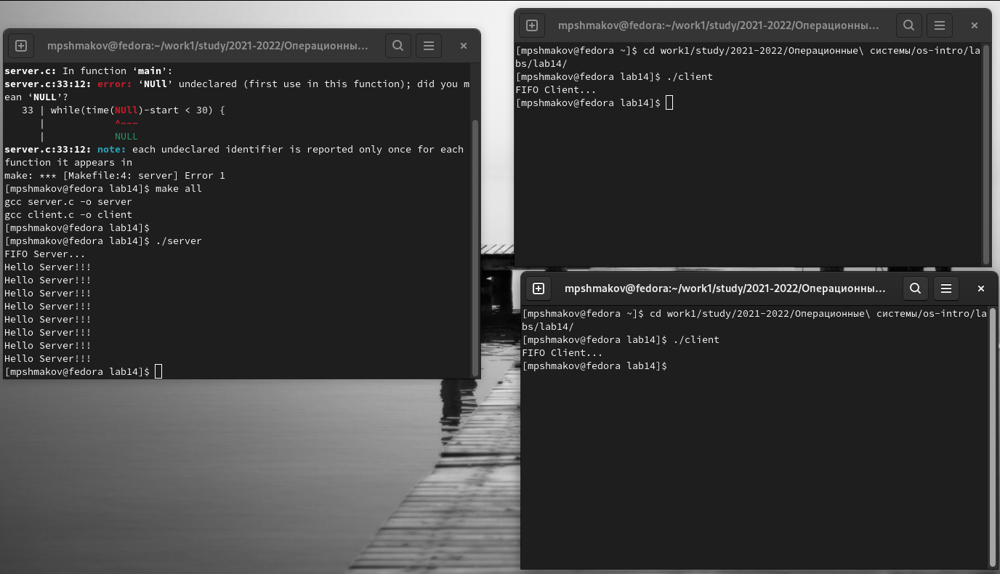 mpshmakov@fedora:~/work1/study/2021-2022/Операционны...
server.c: In function ‘main’:
server.c:33:12: error: ‘NUll’ undeclared (first use in this function); did you m
ean ‘NULL’?
   33 | while(time(NUll)-start < 30) {
      |            ^~~~
      |            NULL
server.c:33:12: note: each undeclared identifier is reported only once for each
function it appears in
make: *** [Makefile:4: server] Error 1
[mpshmakov@fedora lab14]$ make all
gcc server.c -o server
gcc client.c -o client
[mpshmakov@fedora lab14]$
[mpshmakov@fedora lab14]$ ./server
FIFO Server...
Hello Server!!!
Hello Server!!!
Hello Server!!!
Hello Server!!!
Hello Server!!!
Hello Server!!!
Hello Server!!!
Hello Server!!!
[mpshmakov@fedora lab14]$
mpshmakov@fedora:~/work1/study/2021-2022/Операционны...
[mpshmakov@fedora ~]$ cd work1/study/2021-2022/Операционные\ системы/os-intro/la
bs/lab14/
[mpshmakov@fedora lab14]$ ./client
FIFO Client...
[mpshmakov@fedora lab14]$
mpshmakov@fedora:~/work1/study/2021-2022/Операционны...
[mpshmakov@fedora ~]$ cd work1/study/2021-2022/Операционные\ системы/os-intro/la
bs/lab14/
[mpshmakov@fedora lab14]$ ./client
FIFO Client...
[mpshmakov@fedora lab14]$